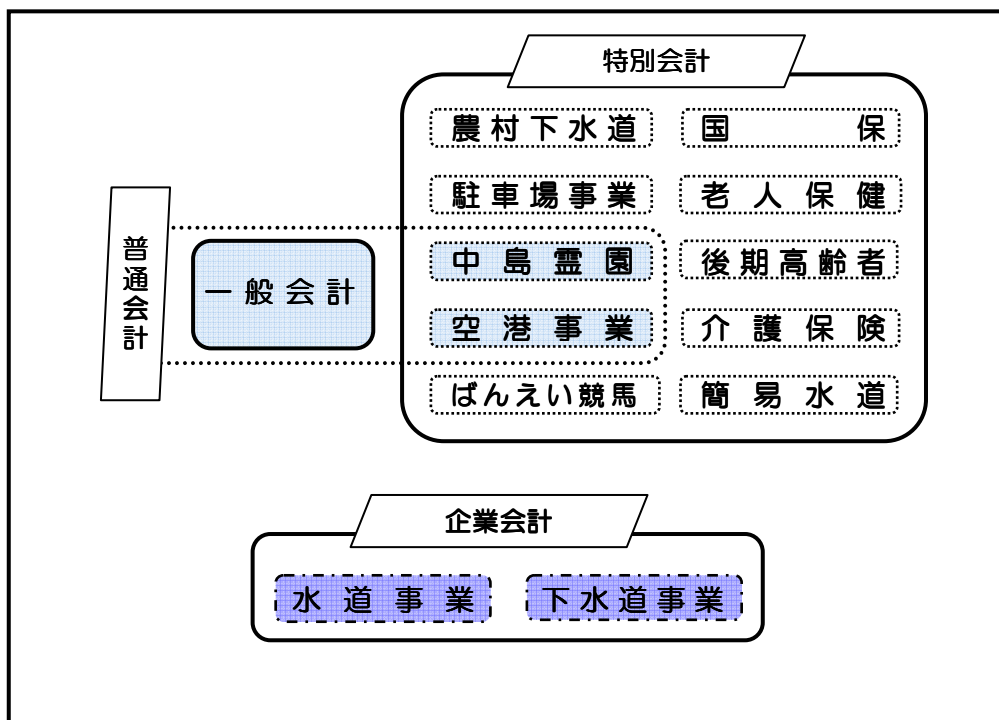 特別会計
農村下水道
国保
駐車場事業
老人保健
普通会計
一般会計
中島霊園
後期高齢者
空港事業
介護保険
ばんえい競馬
簡易水道
企業会計
水道事業
下水道事業